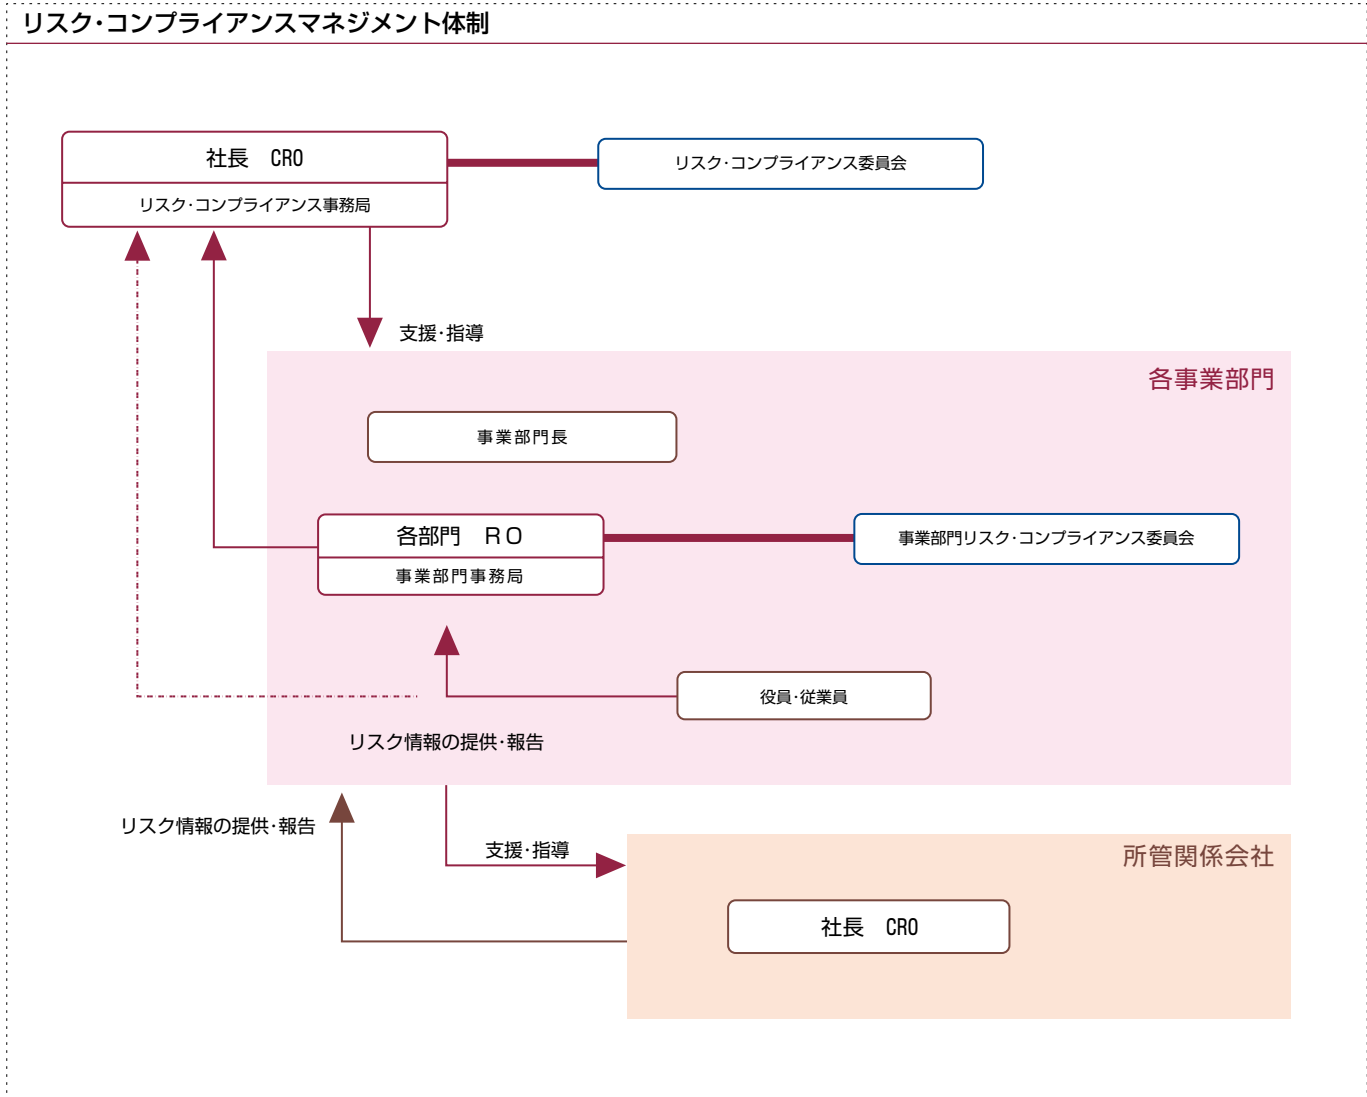 リスク･コンプライアンスマネジメント体制
社長　CRO
リスク･コンプライアンス事務局
リスク･コンプライアンス委員会
支援･指導
各事業部門
事業部門長
各部門　ＲＯ
事業部門事務局
事業部門リスク･コンプライアンス委員会
役員･従業員
リスク情報の提供･報告
リスク情報の提供･報告
支援･指導
所管関係会社
社長　CRO